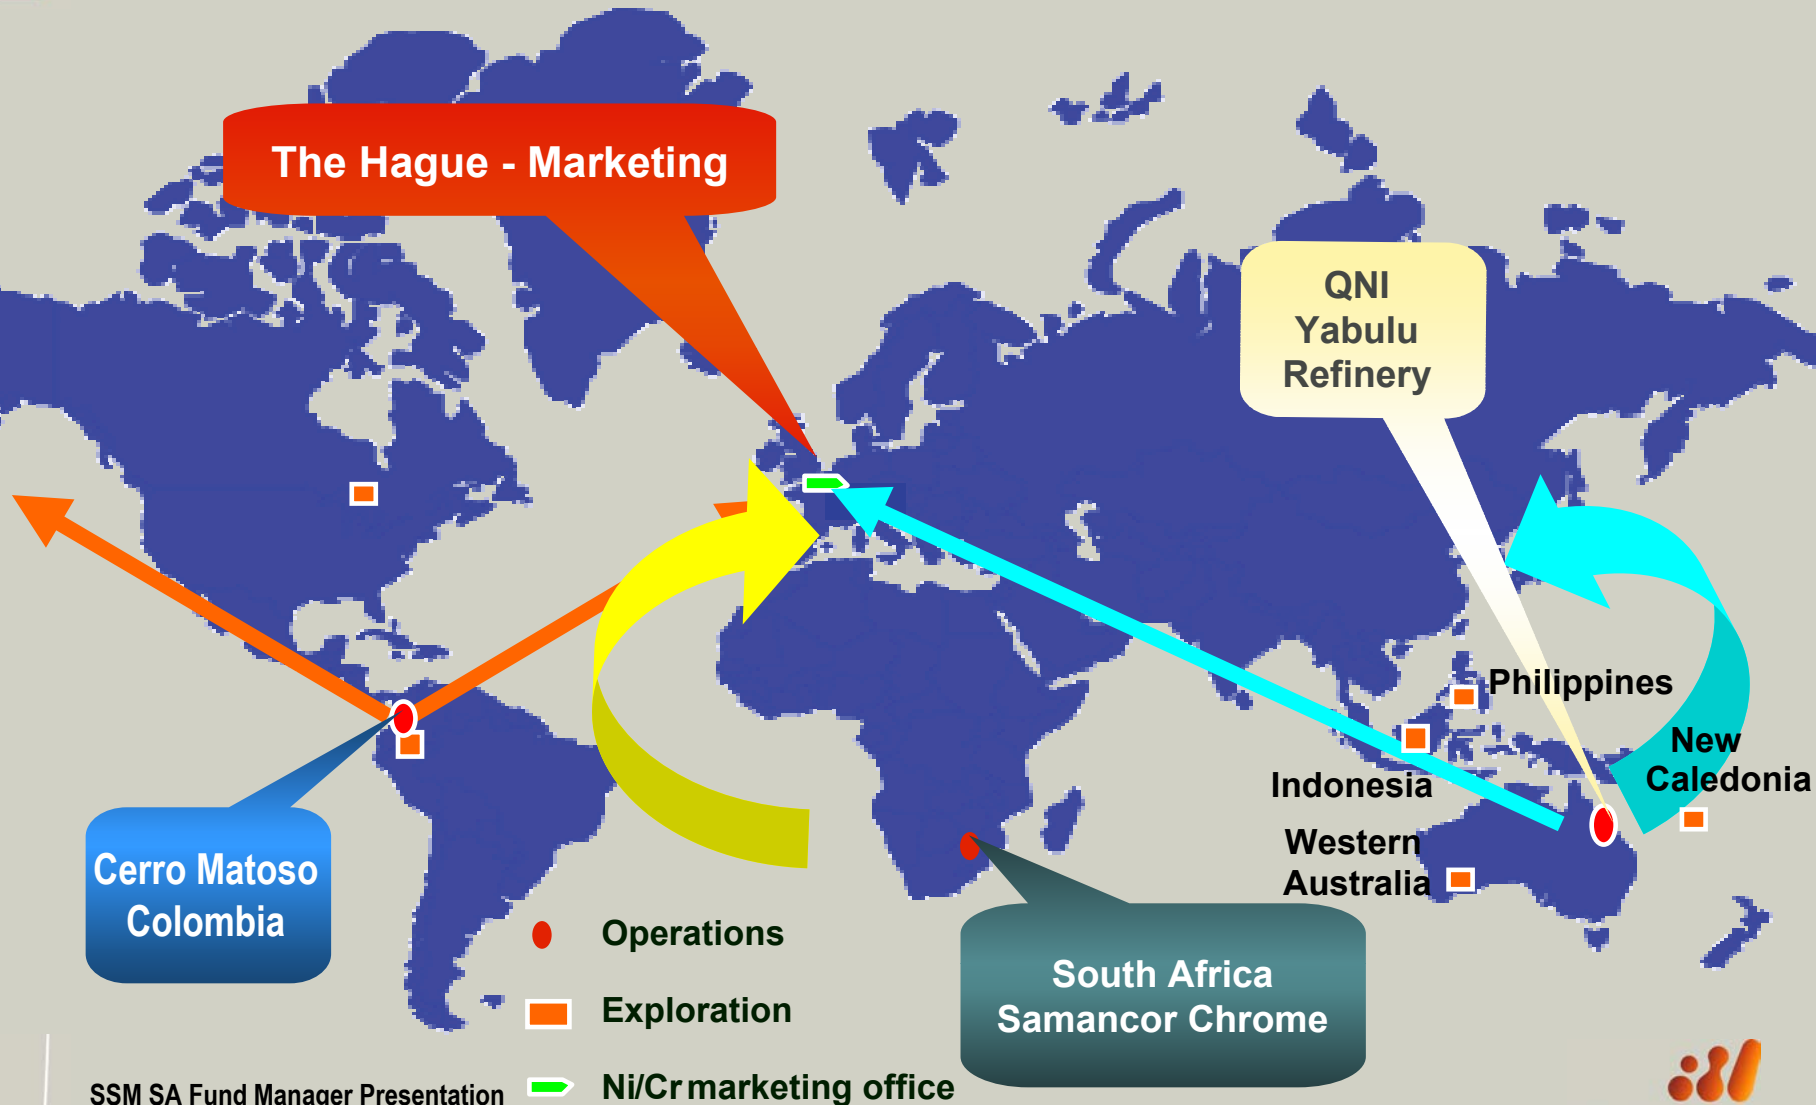 The Hague - Marketing
QNI
Yabulu
Refinery
Philippines
New
Caledonia
Indonesia
Western
Australia
Cerro Matoso
Colombia
South Africa
Samancor Chrome
Operations
Exploration
Ni/Cr marketing office
SSM SA Fund Manager Presentation